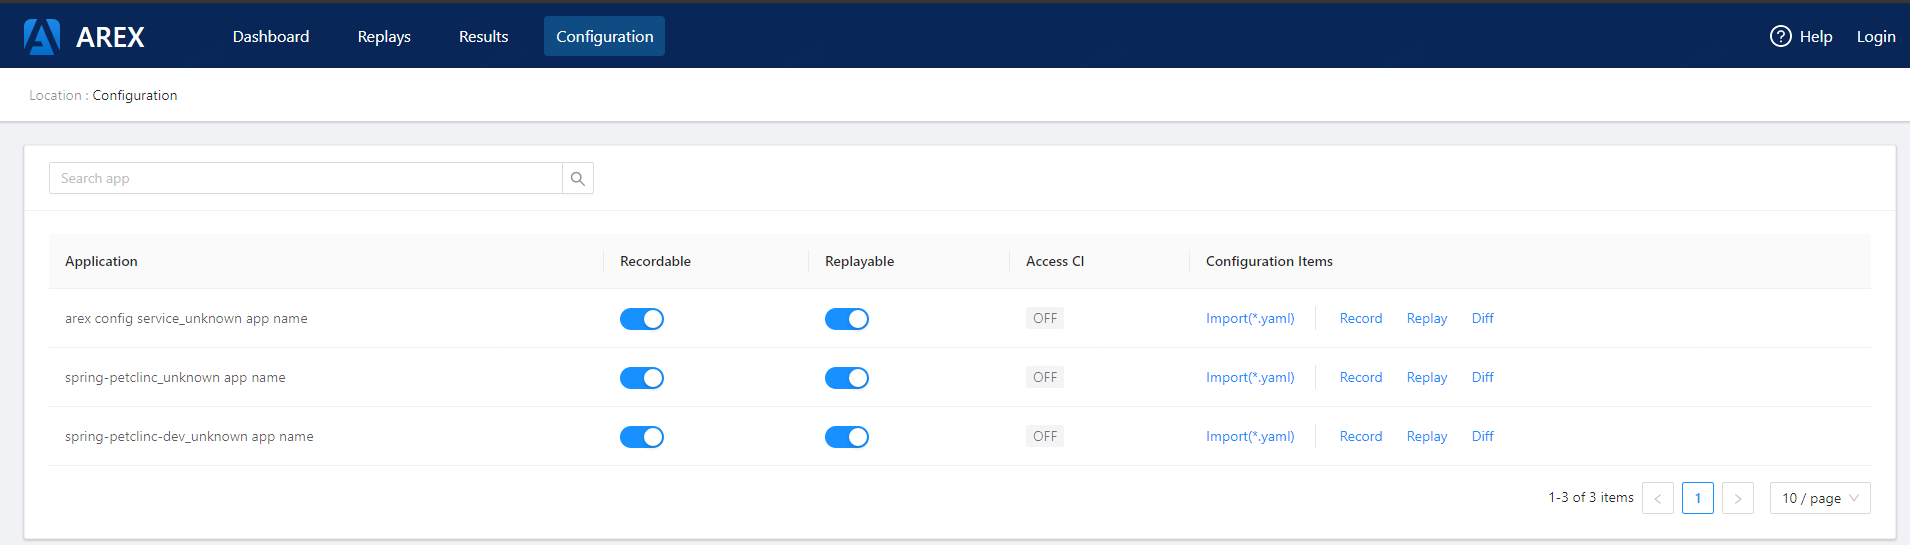 AREX Dashboard Replays Results Configuration Help Login
Location : Configuration
Search app
Application Recordable Replayable Access CI Configuration Items
arex config service_unknown app name OFF Import(*.yaml) Record Replay Diff
spring-petclinc_unknown app name OFF Import(*.yaml) Record Replay Diff
spring-petclinc-dev_unknown app name OFF Import(*.yaml) Record Replay Diff
1-3 of 3 items < 1 > 10 / page